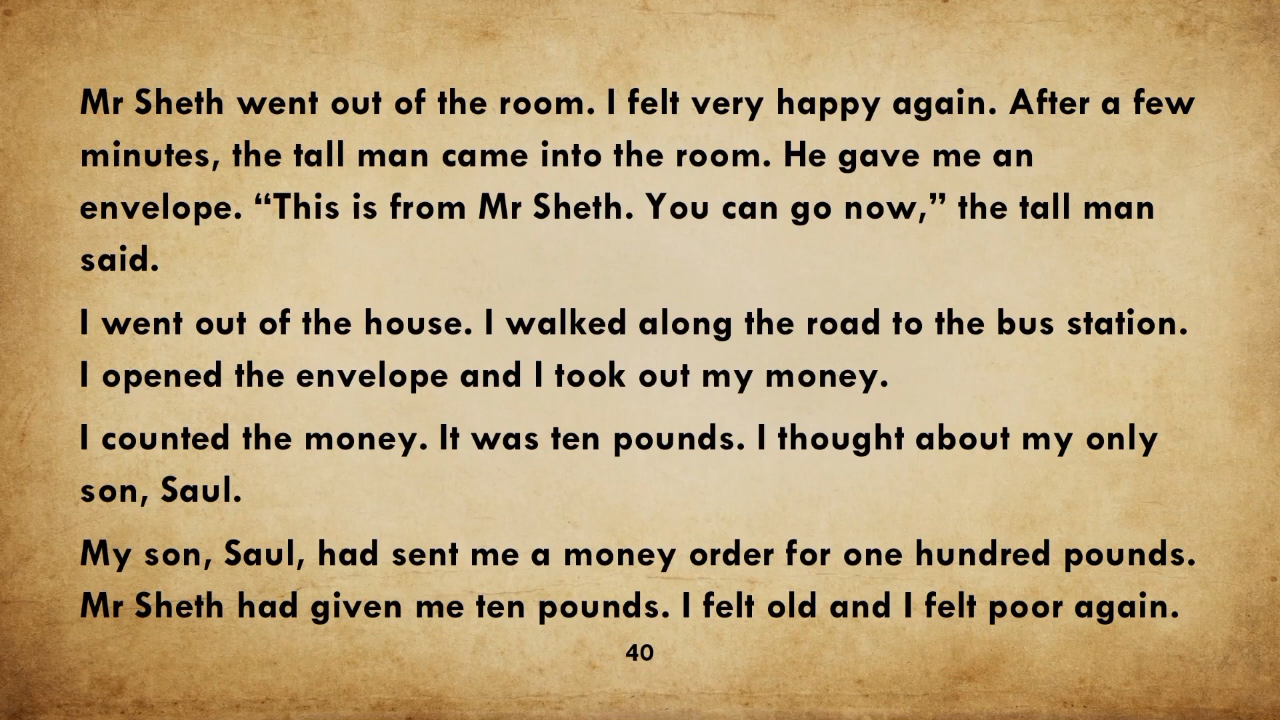 Mr Sheth went out of the room. I felt very happy again. After a few
minutes, the tall man came into the room. He gave me an
envelope. “This is from Mr Sheth. You can go now,” the tall man
said.
I went out of the house. I walked along the road to the bus station.
I opened the envelope and I took out my money.
I counted the money. It was ten pounds. I thought about my only
son, Saul.
My son, Saul, had sent me a money order for one hundred pounds.
Mr Sheth had given me ten pounds. I felt old and I felt poor again.
40